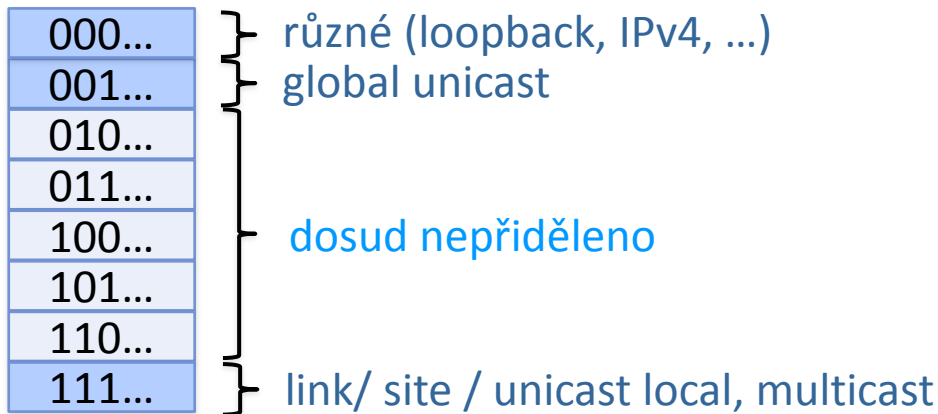 000… různé (loopback, IPv4, …)
001… global unicast
010…
011…
100… dosud nepřiděleno
101…
110…
111… link/ site / unicast local, multicast